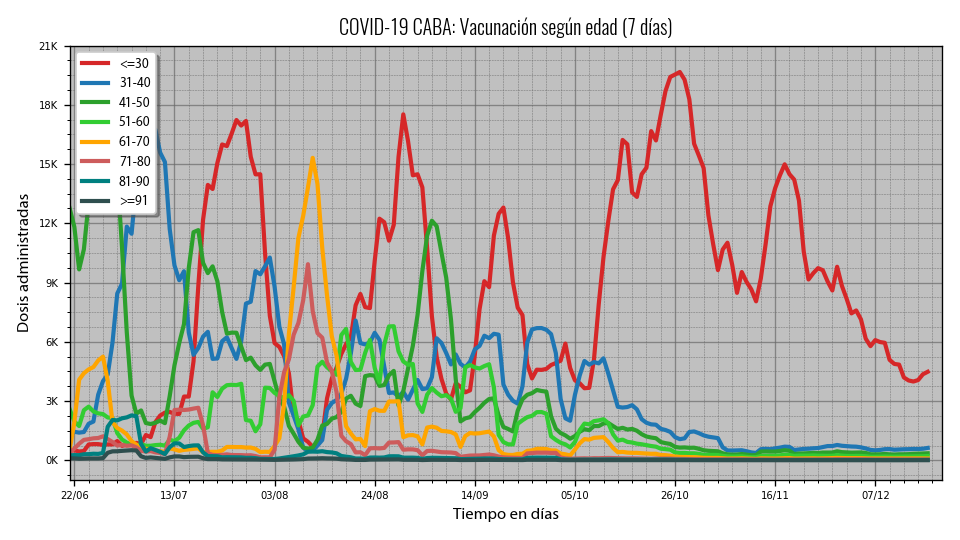 COVID-19 CABA: Vacunación según edad (7 días)
21K
18K
15K
12K
9K
6K
3K
0K
Dosis administradas
<=30
31-40
41-50
51-60
61-70
71-80
81-90
>=91
22/06 13/07 03/08 24/08 14/09 05/10 26/10 16/11 07/12
Tiempo en días